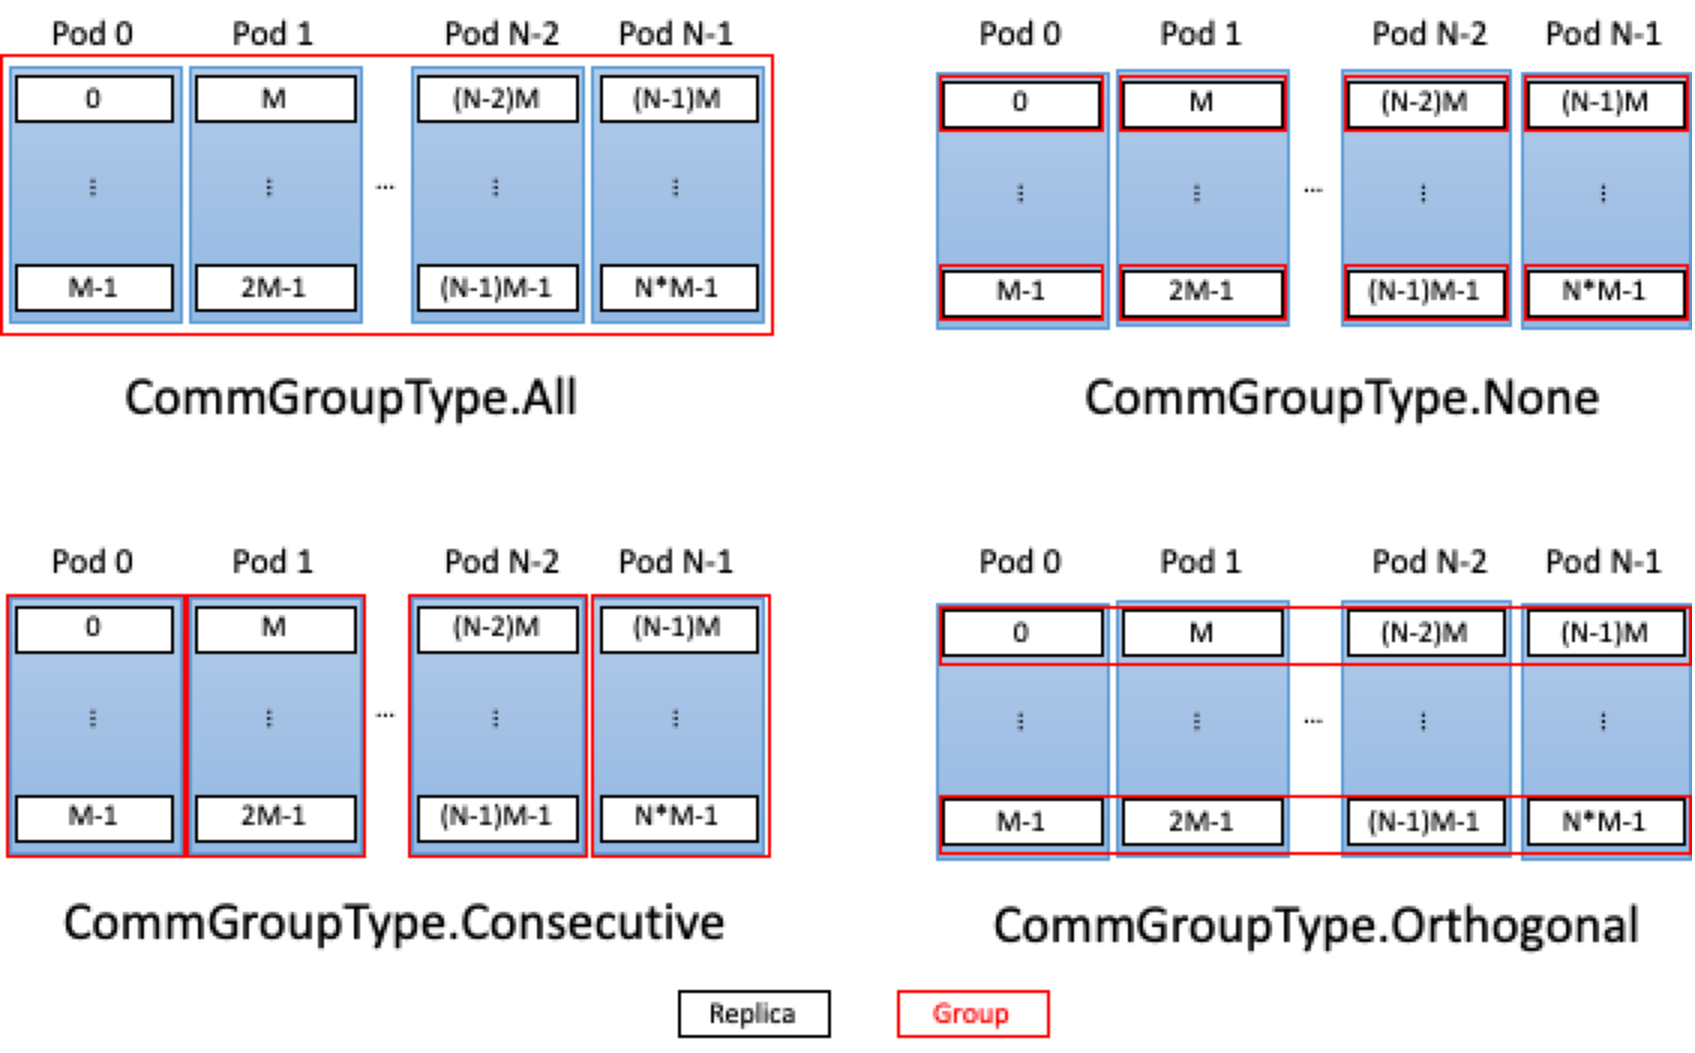 Pod 0 Pod 1 Pod N-2 Pod N-1
0 M (N-2)M (N-1)M
⋮ ⋮ ... ⋮ ⋮
M-1 2M-1 (N-1)M-1 N*M-1
CommGroupType.All
Pod 0 Pod 1 Pod N-2 Pod N-1
0 M (N-2)M (N-1)M
⋮ ⋮ ... ⋮ ⋮
M-1 2M-1 (N-1)M-1 N*M-1
CommGroupType.None
Pod 0 Pod 1 Pod N-2 Pod N-1
0 M (N-2)M (N-1)M
⋮ ⋮ ... ⋮ ⋮
M-1 2M-1 (N-1)M-1 N*M-1
CommGroupType.Consecutive
Pod 0 Pod 1 Pod N-2 Pod N-1
0 M (N-2)M (N-1)M
⋮ ⋮ ... ⋮ ⋮
M-1 2M-1 (N-1)M-1 N*M-1
CommGroupType.Orthogonal
Replica Group